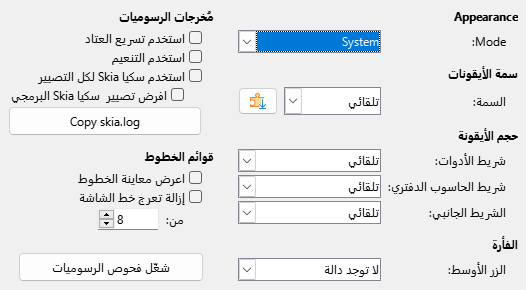 Appearance
Mode:
System
سمة الأيقونات
السمة:
تلقائي
حجم الأيقونة
شريط الأدوات:
تلقائي
شريط الحاسوب الدفتري:
تلقائي
الشريط الجانبي:
تلقائي
الفأرة
الزر الأوسط:
لا توجد دالة
مُخرجات الرسوميات
استخدم تسريع العتاد
استخدم التنعيم
استخدم سكيا Skia لكل التصيير
افرض تصيير سكيا Skia البرمجي
Copy skia.log
قوائم الخطوط
اعرض معاينة الخطوط
إزالة تعرج خط الشاشة
من:
8
شغّل فحوص الرسوميات